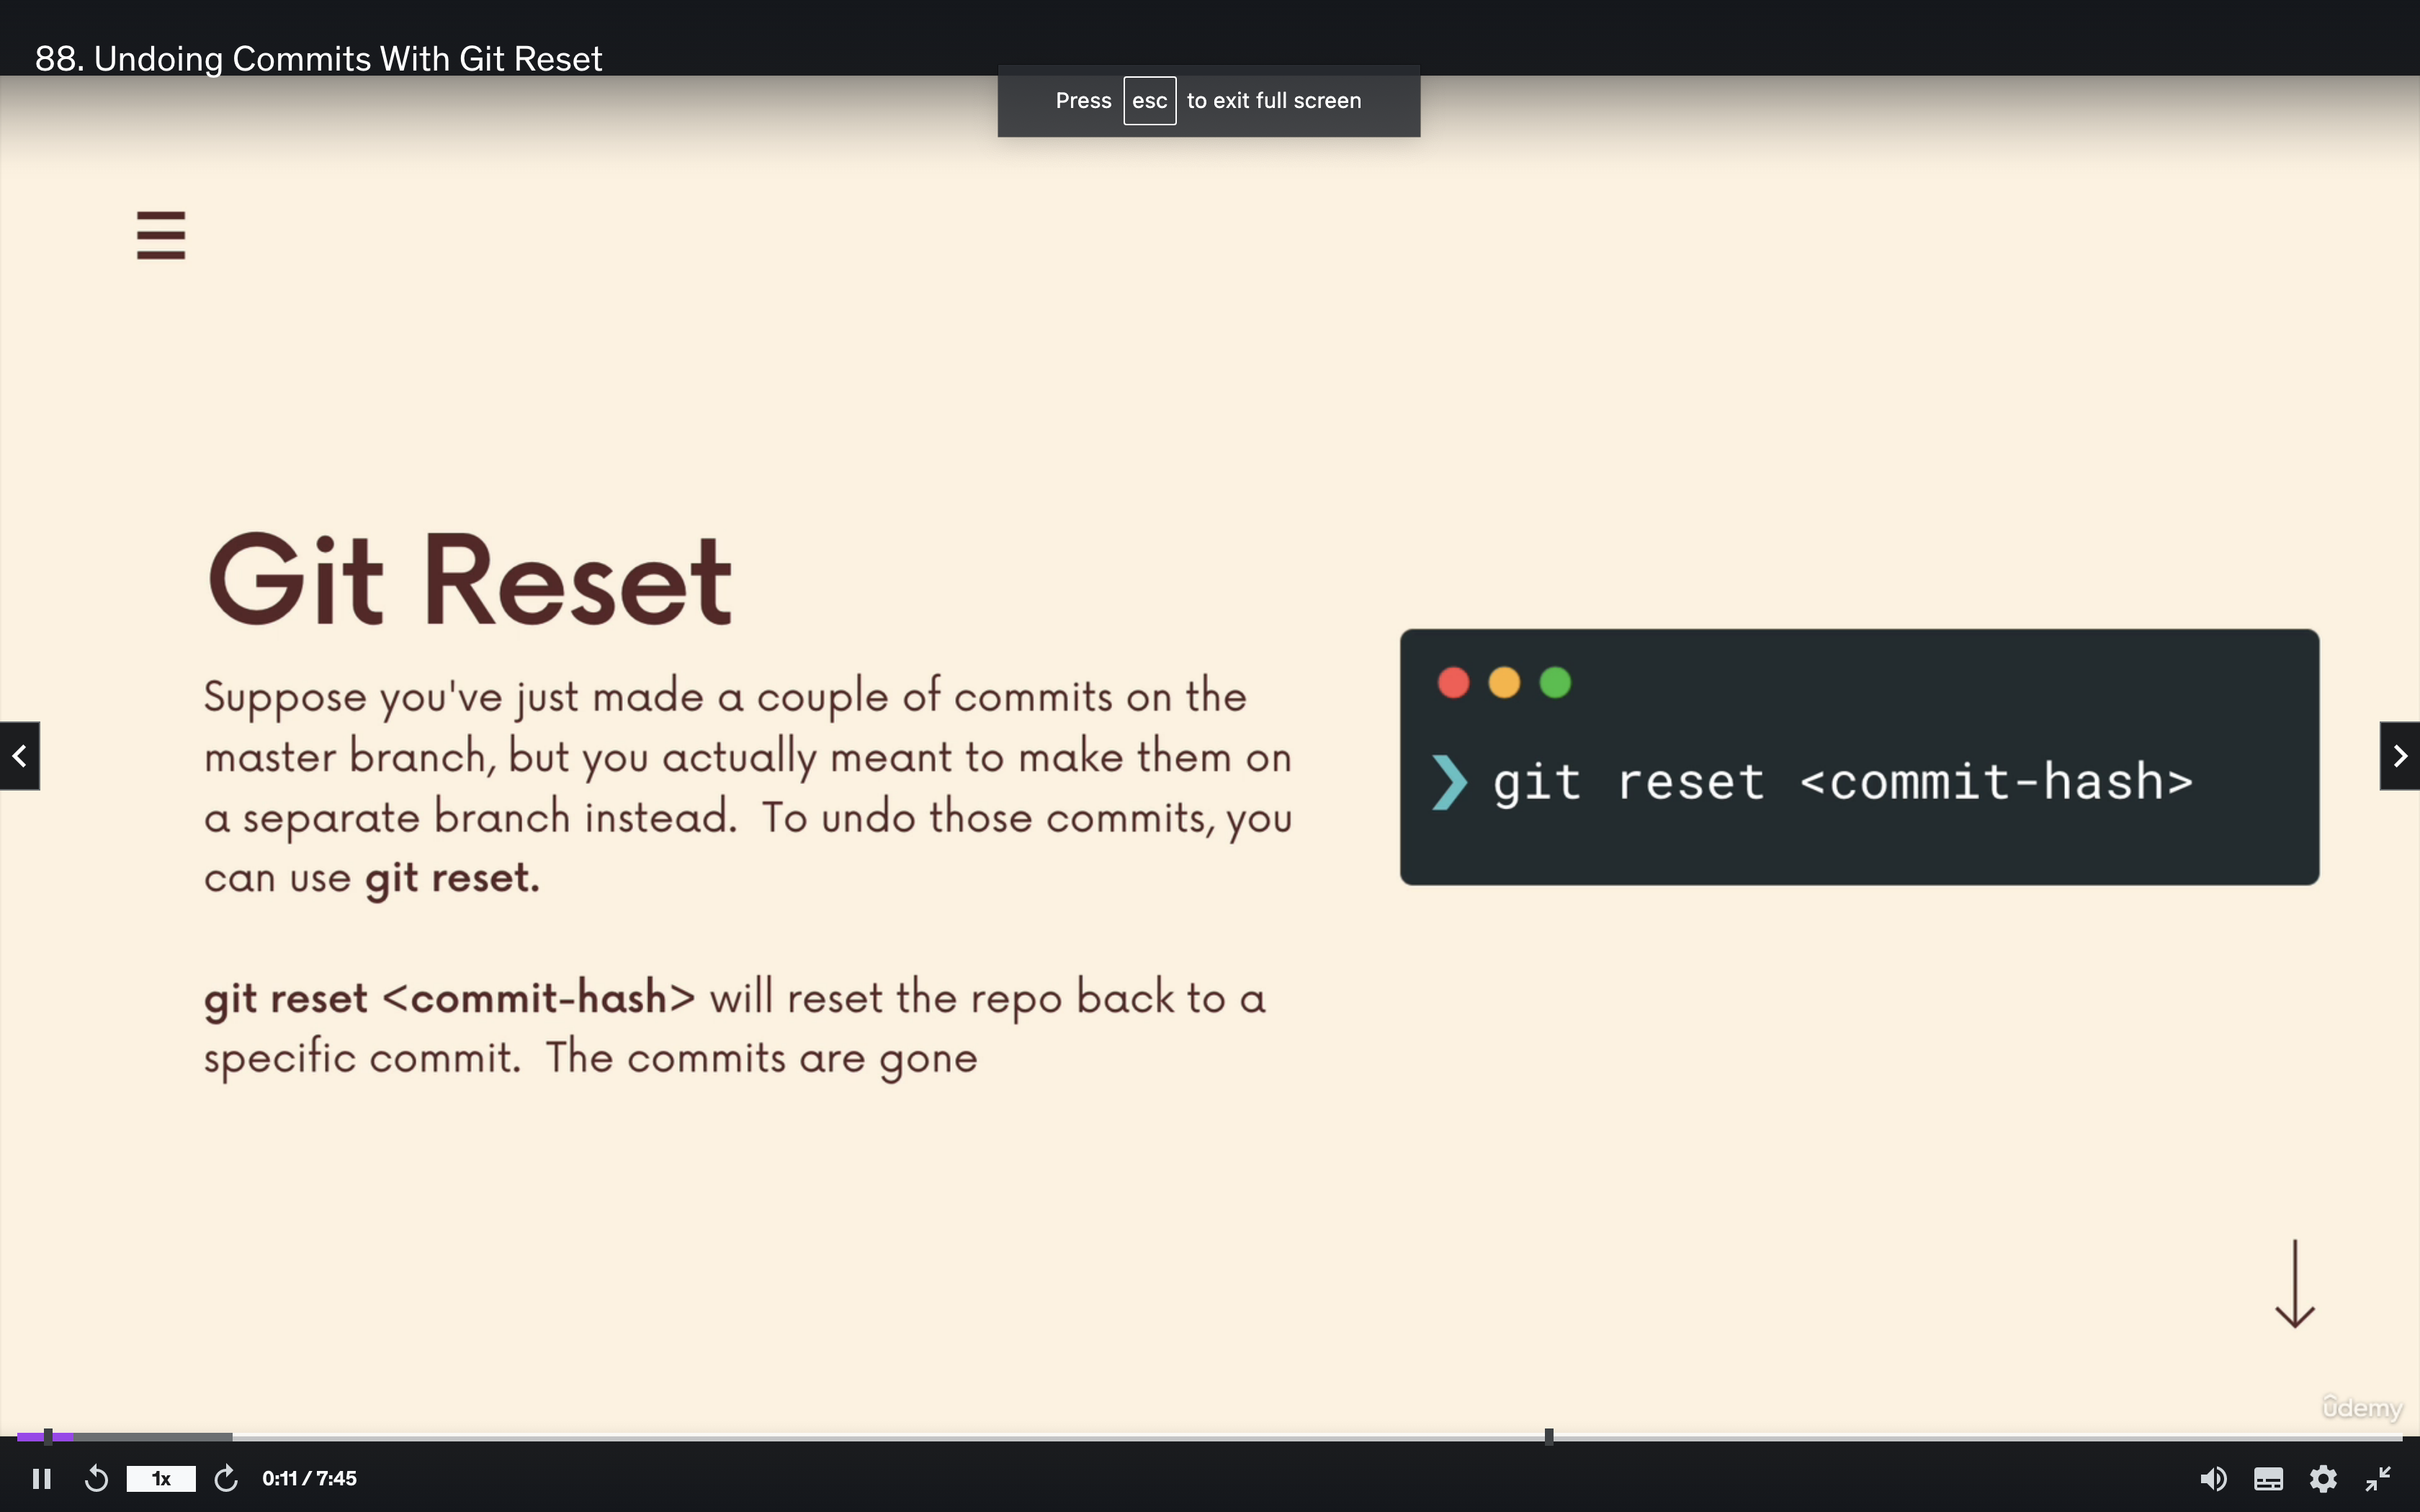 88. Undoing Commits With Git Reset
Press esc to exit full screen
Git Reset
Suppose you've just made a couple of commits on the
master branch, but you actually meant to make them on
a separate branch instead. To undo those commits, you
can use git reset.
git reset <commit-hash> will reset the repo back to a
specific commit. The commits are gone
❯ git reset <commit-hash>
udemy
1x
0:11 / 7:45